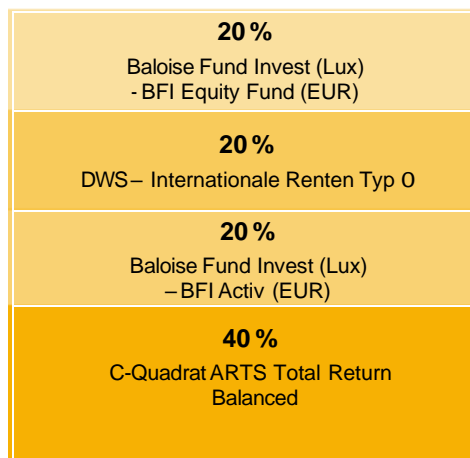 20 %
Baloise Fund Invest (Lux)
- BFI Equity Fund (EUR)
20 %
DWS – Internationale Renten Typ O
20 %
Baloise Fund Invest (Lux)
– BFI Activ (EUR)
40 %
C-Quadrat ARTS Total Return
Balanced